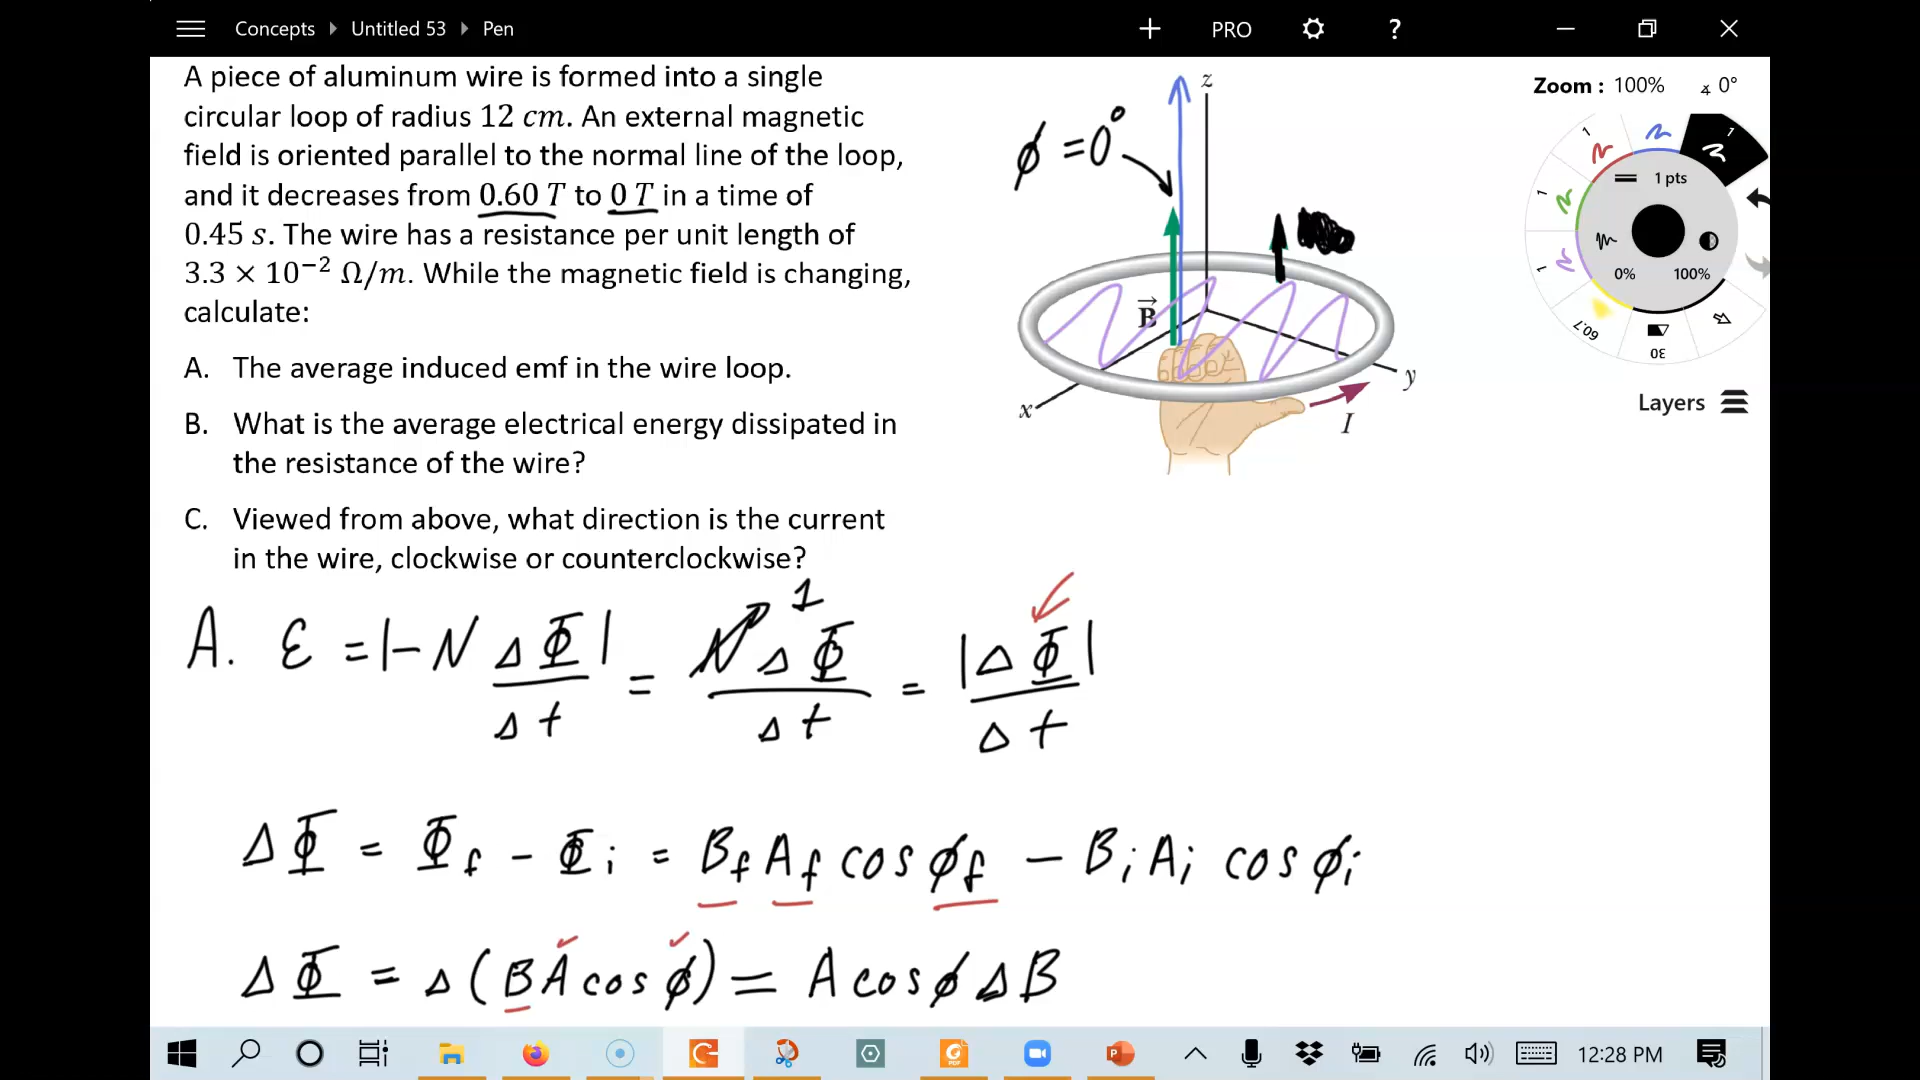 Concepts Untitled 53 Pen PRO ?
A piece of aluminum wire is formed into a single
circular loop of radius 12 cm. An external magnetic
field is oriented parallel to the normal line of the loop,
and it decreases from 0.60 T to 0 T in a time of
0.45 s. The wire has a resistance per unit length of
3.3 × 10⁻² Ω/m. While the magnetic field is changing,
calculate:
A. The average induced emf in the wire loop.
B. What is the average electrical energy dissipated in
the resistance of the wire?
C. Viewed from above, what direction is the current
in the wire, clockwise or counterclockwise?
z
ϕ = 0°
B⃗
x
y
I
Zoom : 100% 0°
1
1
1
1
1 pts
0% 100%
60.7
30
Layers
A. ε = |-N ΔΦ/Δt| = N¹ΔΦ/Δt = |ΔΦ|/Δt
ΔΦ = Φf - Φi = Bf Af cos ϕf - Bi Ai cos ϕi
ΔΦ = Δ(BA cos ϕ) = A cos ϕ ΔB
12:28 PM